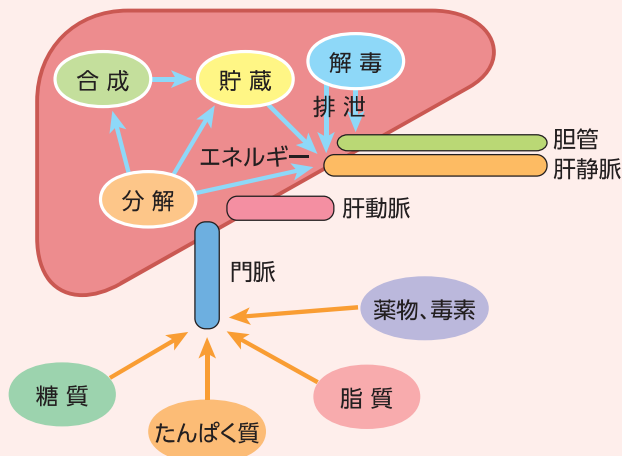 合成
貯蔵
解毒
排泄
胆管
エネルギー
肝静脈
分解
肝動脈
門脈
薬物、毒素
糖質
脂質
たんぱく質